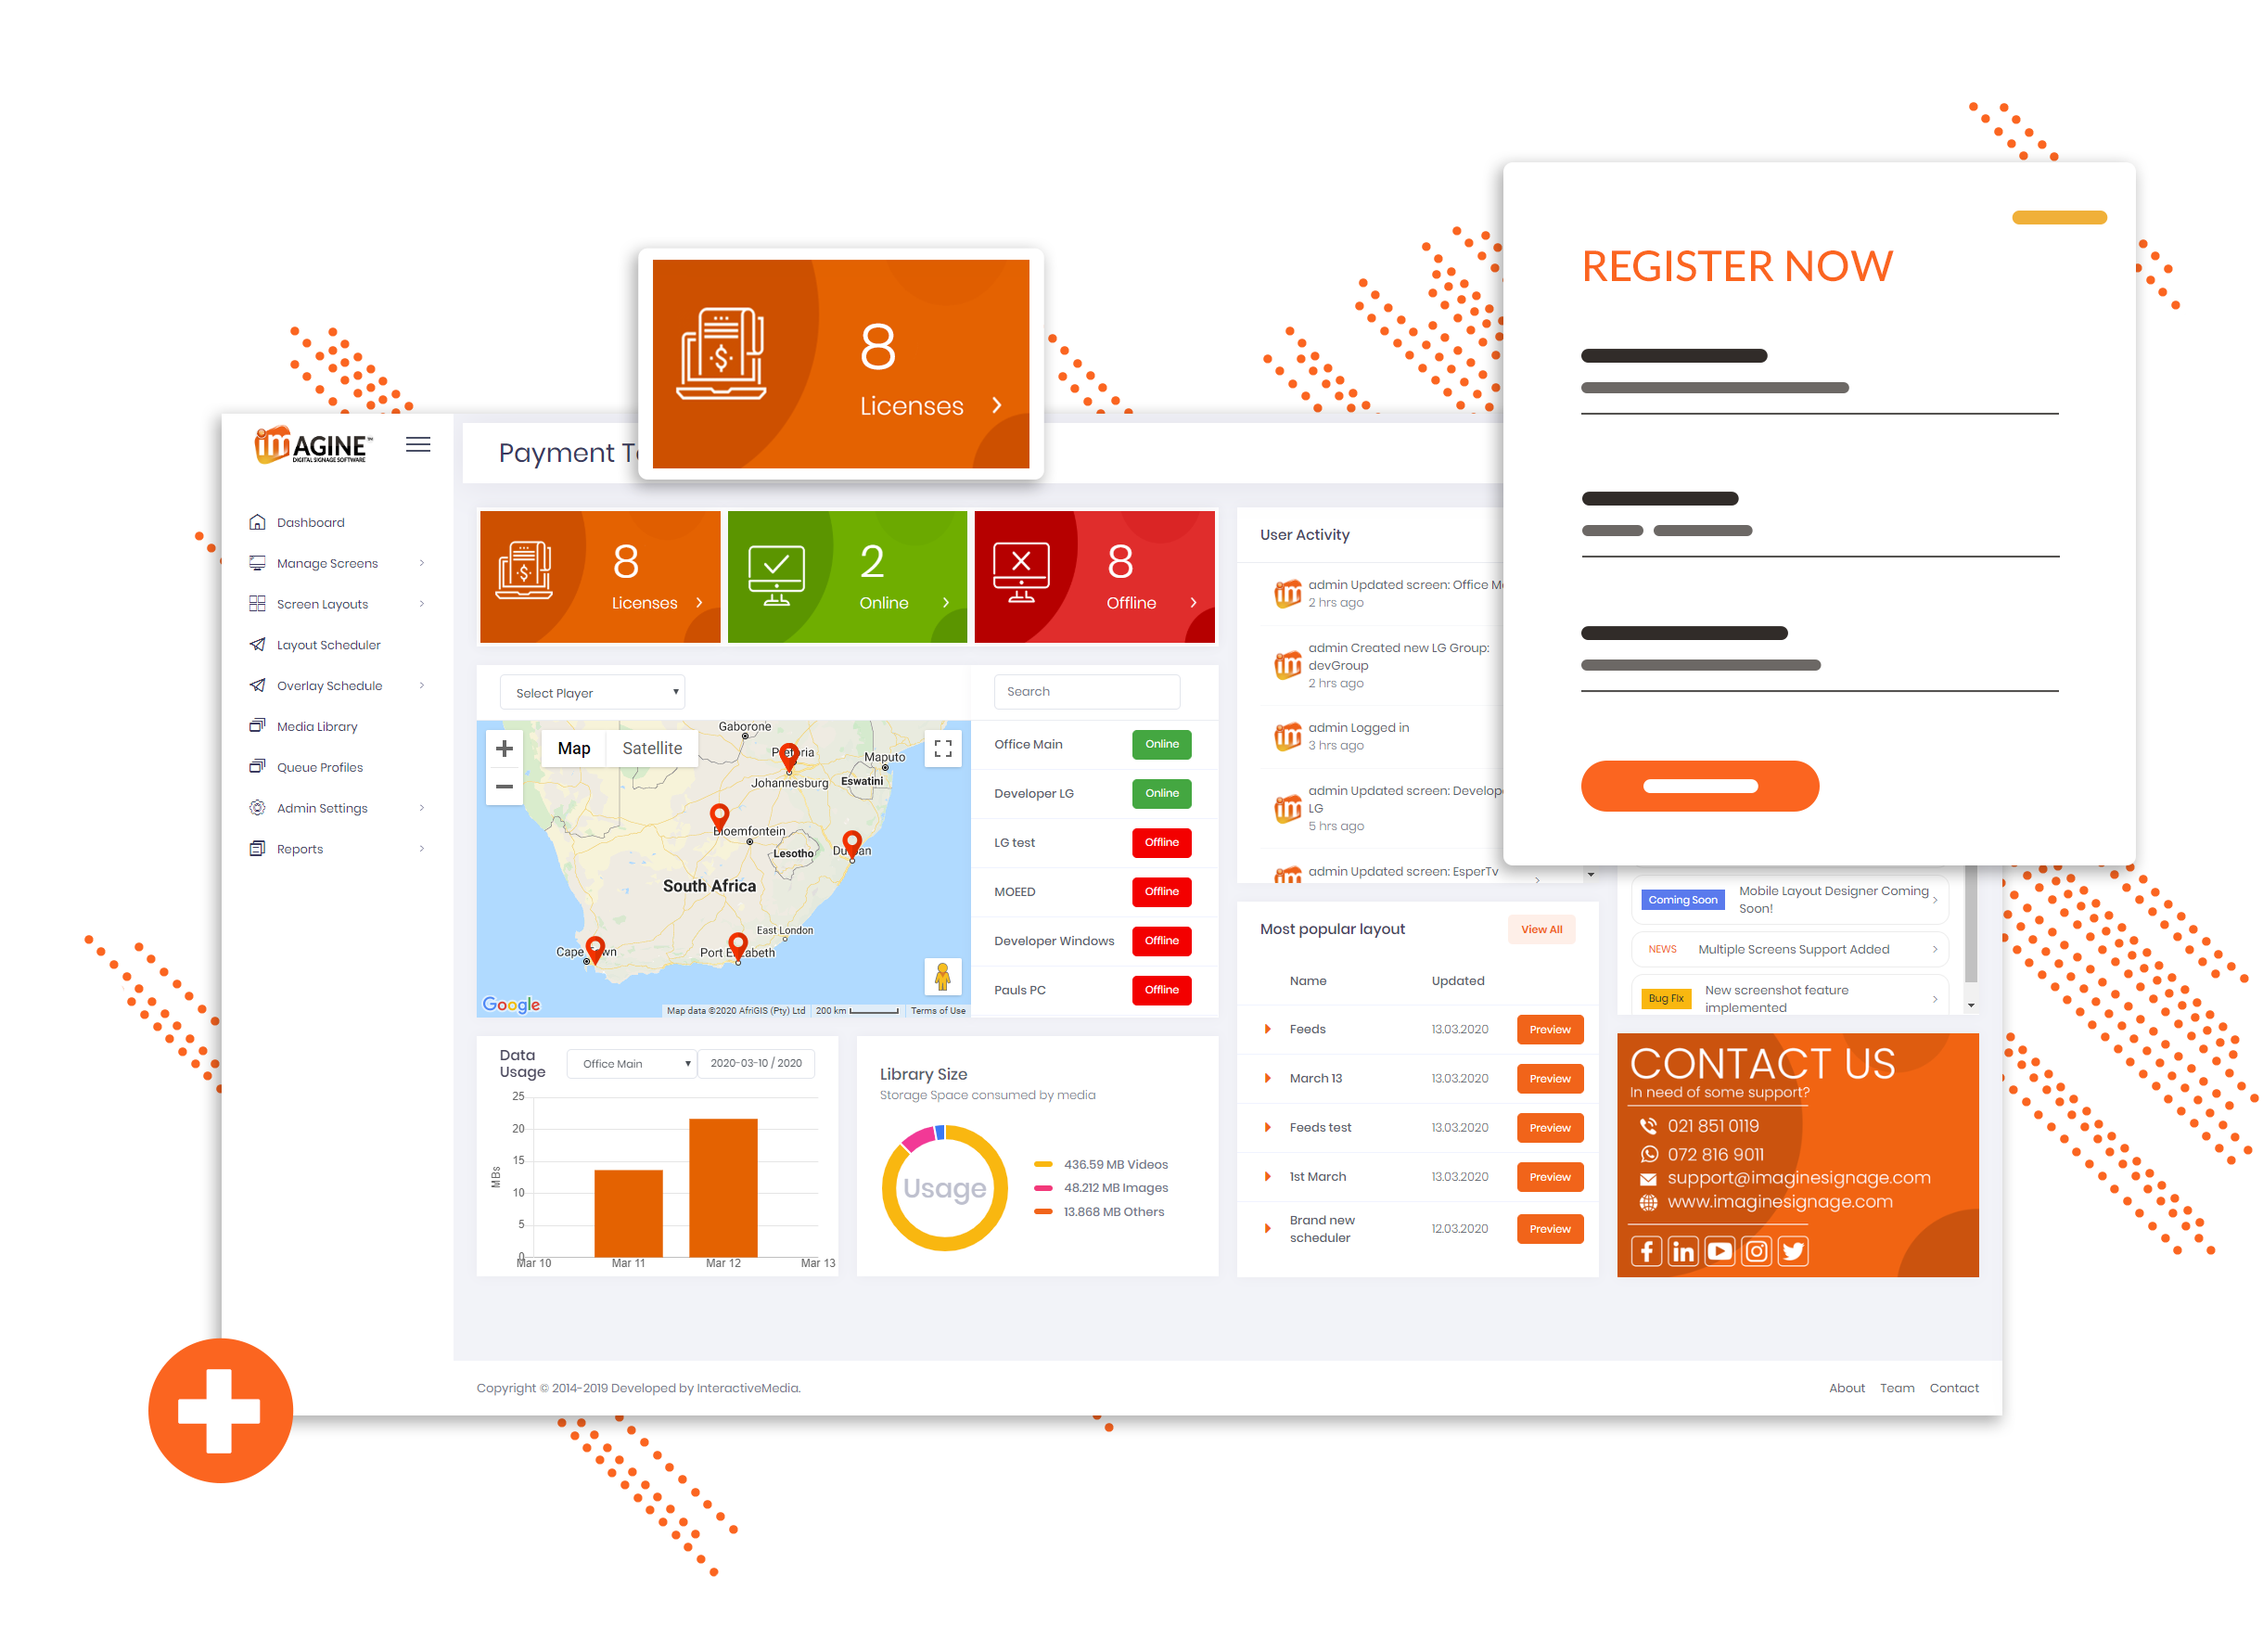 REGISTER NOW
8
Licenses
imAGINE™
DIGITAL SIGNAGE SOFTWARE
Payment
Dashboard
Manage Screens
Screen Layouts
Layout Scheduler
Overlay Schedule
Media Library
Queue Profiles
Admin Settings
Reports
8
Licenses
2
Online
8
Offline
Select Player
Search
Map
Satellite
Gaborone
Pretoria
Maputo
Johannesburg
Eswatini
Bloemfontein
Lesotho
Durban
South Africa
East London
Cape Town
Port Elizabeth
Google
Map data ©2020 AfriGIS (Pty) Ltd
200 km
Terms of Use
Office Main
Online
Developer LG
Online
LG test
Offline
MOEED
Offline
Developer Windows
Offline
Pauls PC
Offline
User Activity
admin Updated screen: Office
2 hrs ago
admin Created new LG Group:
devGroup
2 hrs ago
admin Logged in
3 hrs ago
admin Updated screen:
LG
5 hrs ago
admin Updated screen: EsperTv
Data
Usage
Office Main
2020-03-10 / 2020
MBs
25
20
15
10
5
0
Mar 10
Mar 11
Mar 12
Mar 13
Library Size
Storage Space consumed by media
Usage
436.59 MB Videos
48.212 MB Images
13.868 MB Others
Most popular layout
View All
Name
Updated
Feeds
13.03.2020
Preview
March 13
13.03.2020
Preview
Feeds test
13.03.2020
Preview
1st March
13.03.2020
Preview
Brand new
scheduler
12.03.2020
Preview
Coming Soon
Mobile Layout Designer Coming
Soon!
NEWS
Multiple Screens Support Added
Bug Fix
New screenshot feature
implemented
CONTACT US
In need of some support?
021 851 0119
072 816 9011
support@imaginesignage.com
www.imaginesignage.com
Copyright © 2014-2019 Developed by InteractiveMedia.
About
Team
Contact